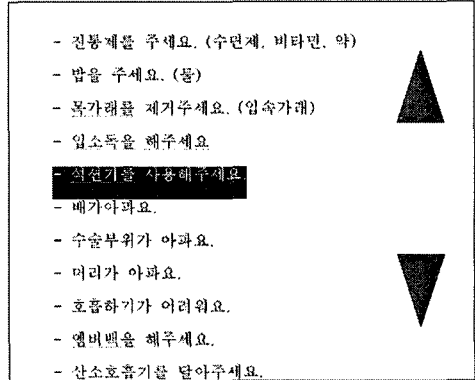 - 진통제를 주세요. (수면제, 비타민, 약)
- 밥을 주세요. (물)
- 목가래를 제거주세요. (입속가래)
- 입소독을 해주세요
- 석션기를 사용해주세요.
- 배가아파요.
- 수술부위가 아파요.
- 머리가 아파요.
- 호흡하기가 어려워요.
- 엠비백을 해주세요.
- 산소호흡기를 달아주세요.